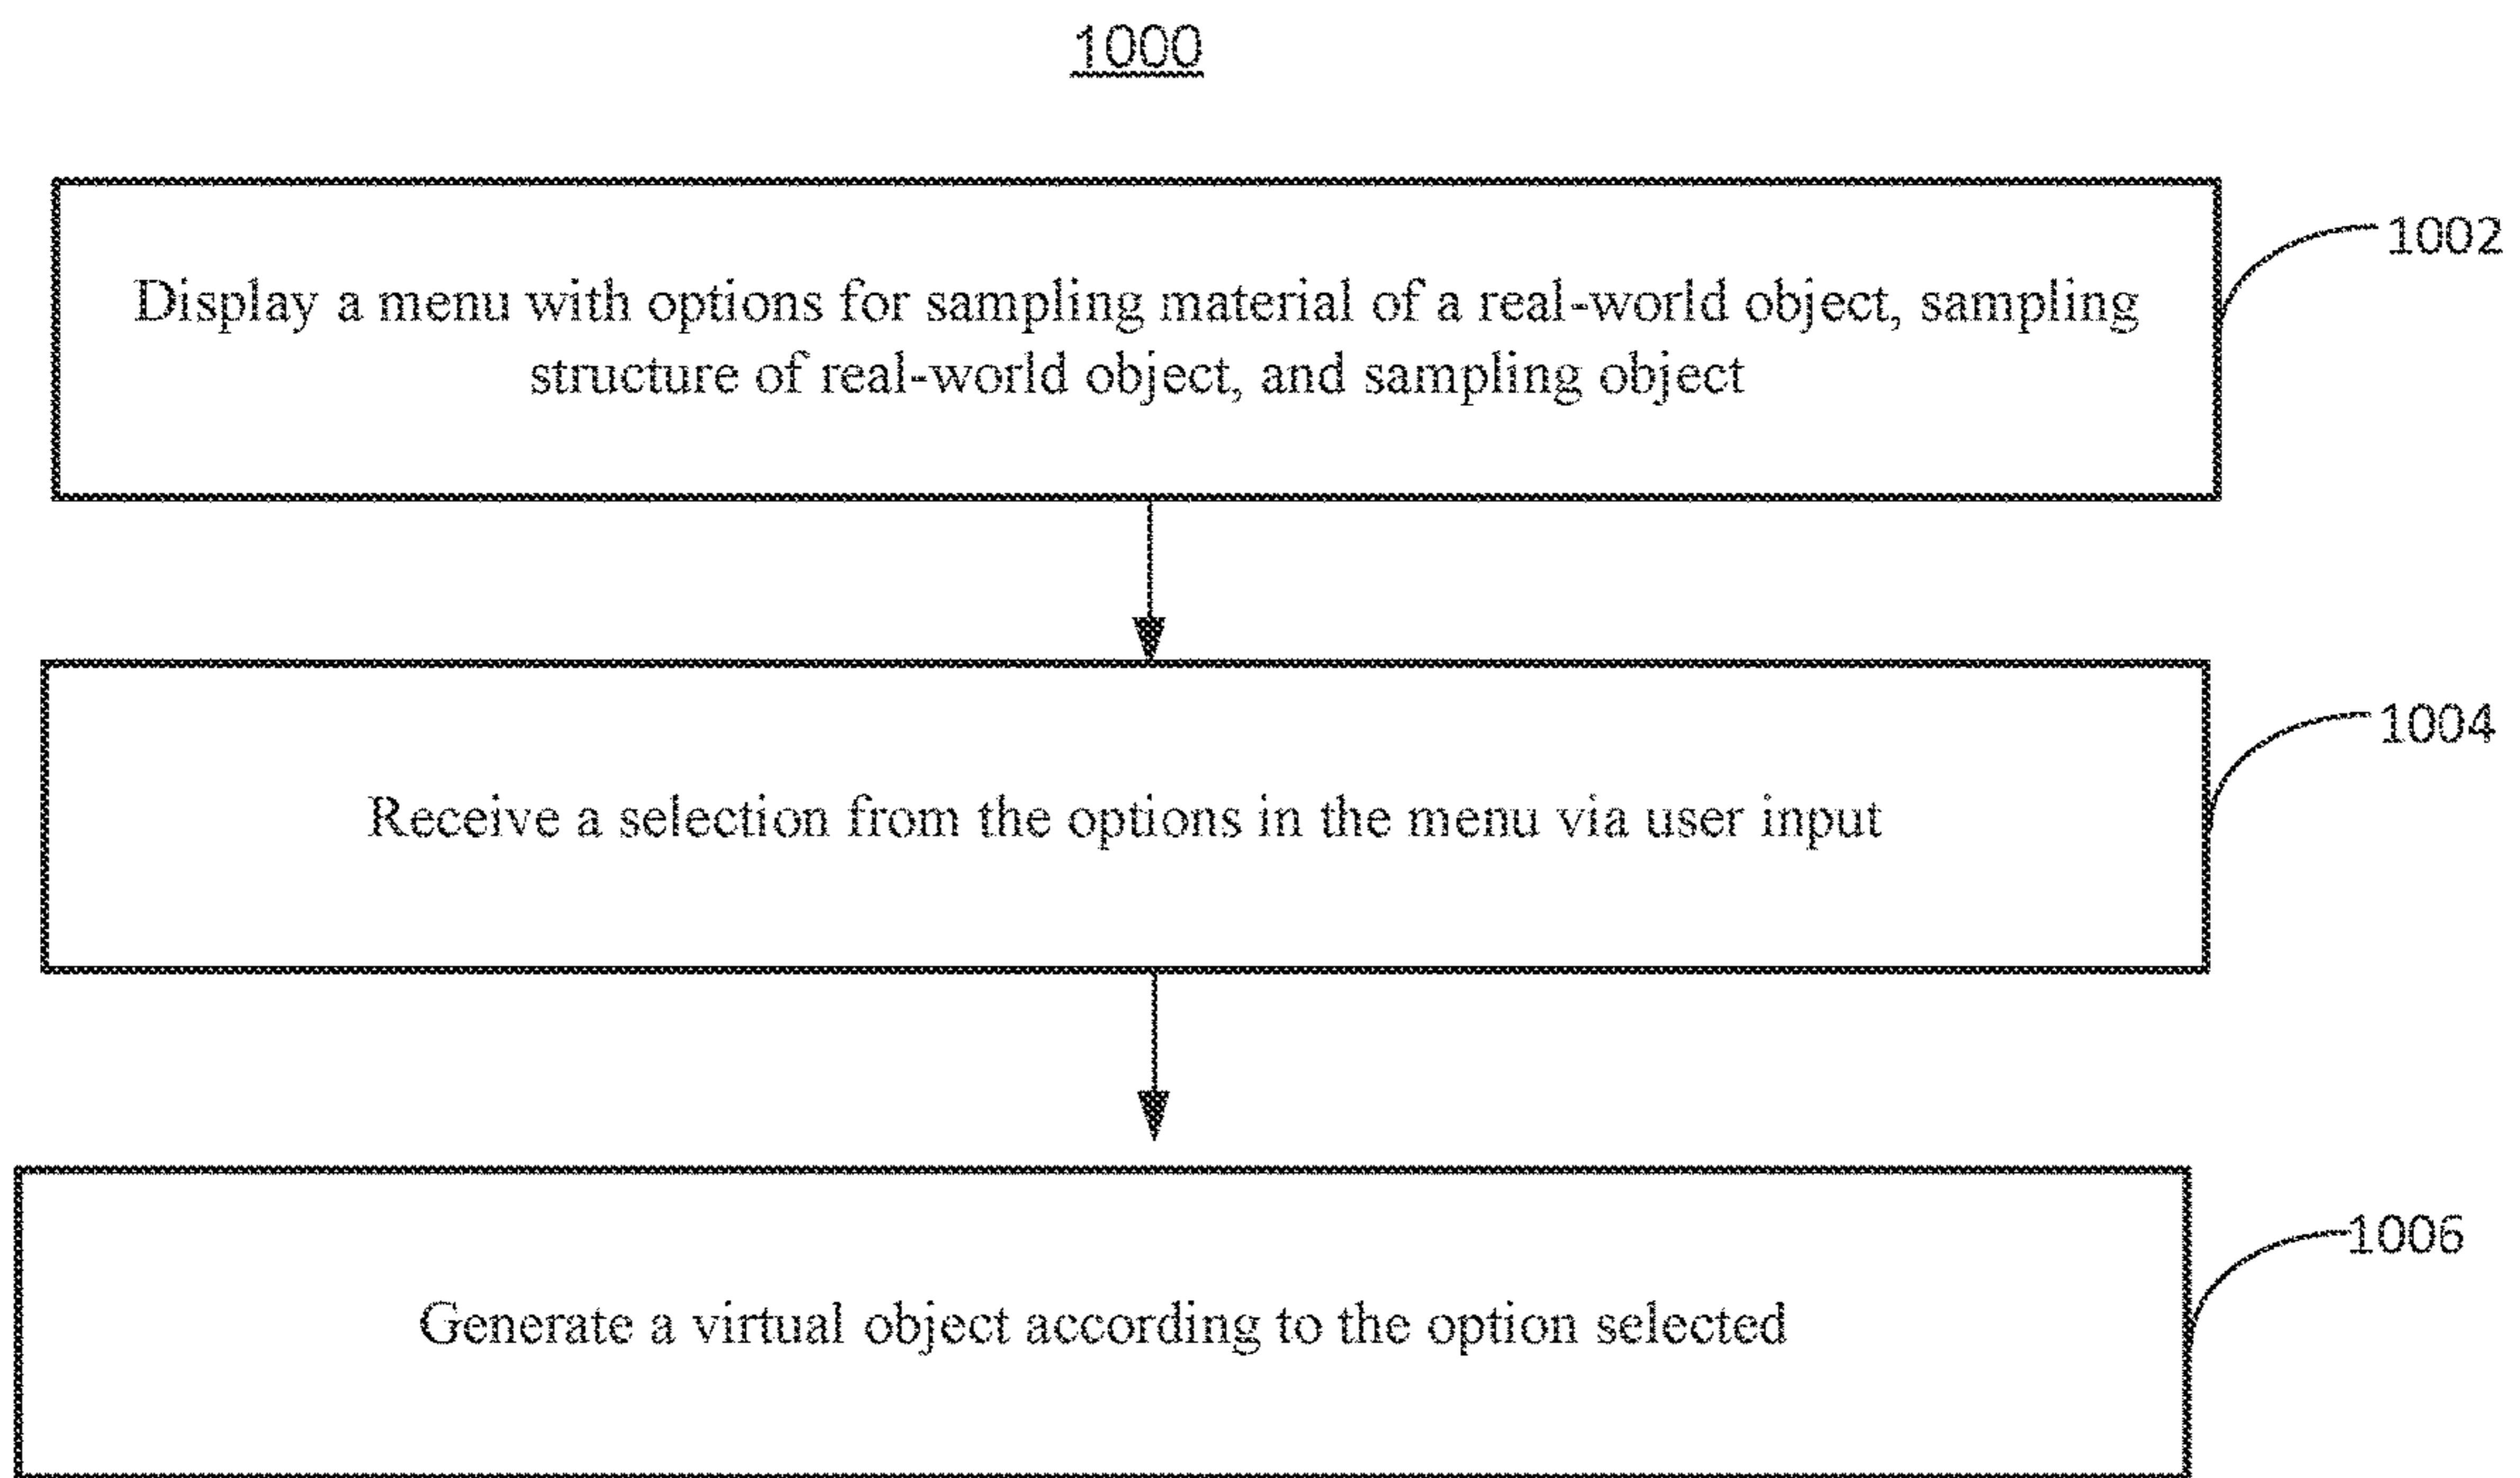 1000
Display a menu with options for sampling material of a real-world object, sampling
structure of real-world object, and sampling object
1002
Receive a selection from the options in the menu via user input
1004
Generate a virtual object according to the option selected
1006